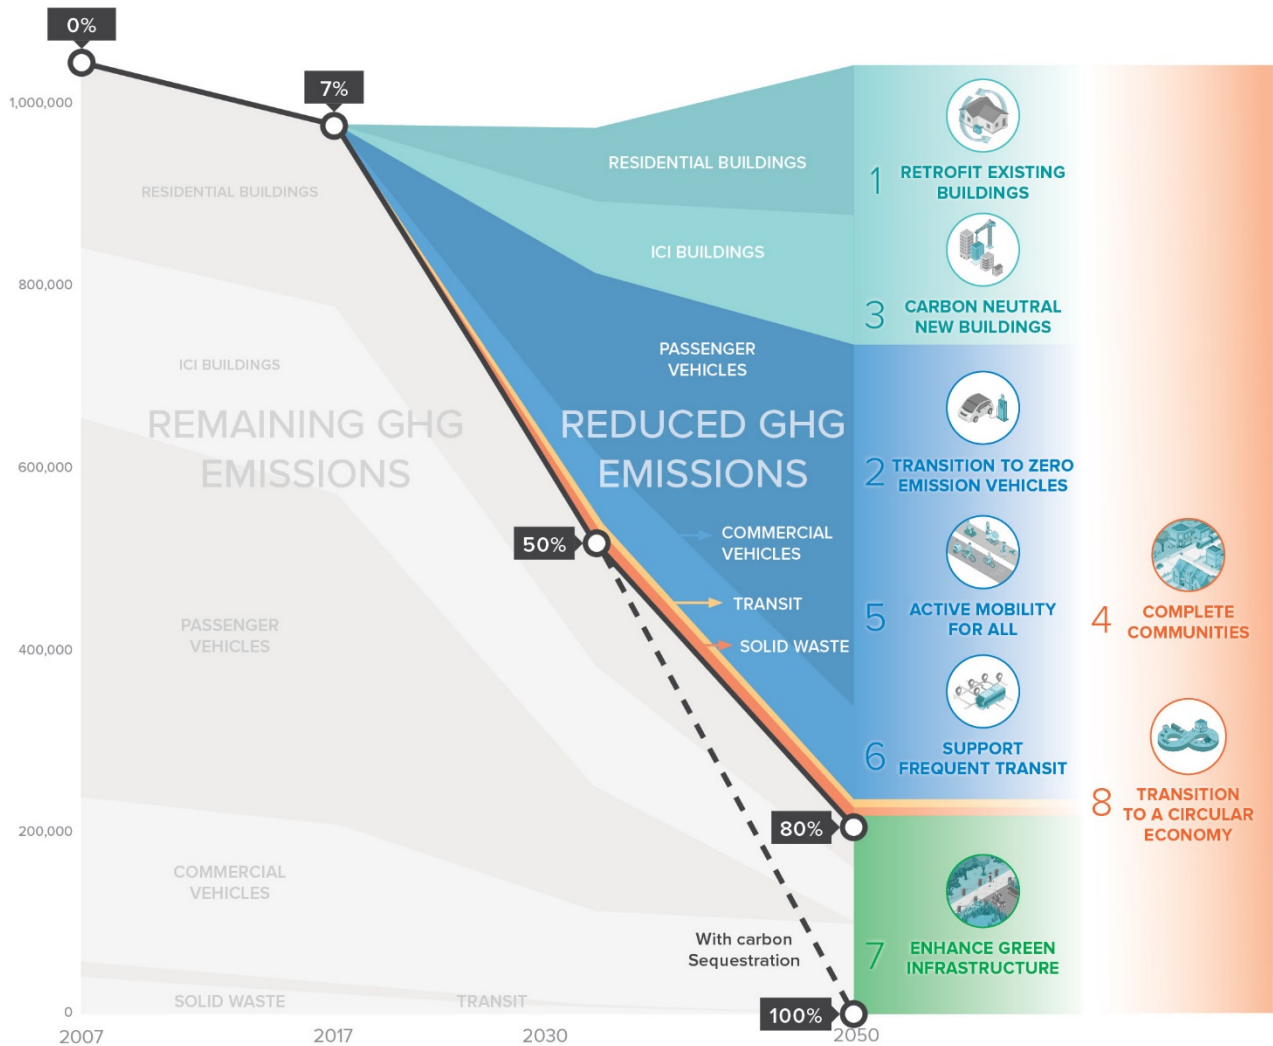 0%
7%
1,000,000
800,000
600,000
400,000
200,000
0
RESIDENTIAL BUILDINGS
ICI BUILDINGS
REMAINING GHG
EMISSIONS
PASSENGER
VEHICLES
COMMERCIAL
VEHICLES
SOLID WASTE
TRANSIT
RESIDENTIAL BUILDINGS
ICI BUILDINGS
PASSENGER
VEHICLES
REDUCED GHG
EMISSIONS
COMMERCIAL
VEHICLES
TRANSIT
SOLID WASTE
50%
80%
With carbon
Sequestration
100%
2007
2017
2030
2050
1 RETROFIT EXISTING
BUILDINGS
3 CARBON NEUTRAL
NEW BUILDINGS
2 TRANSITION TO ZERO
EMISSION VEHICLES
5 ACTIVE MOBILITY
FOR ALL
6 SUPPORT
FREQUENT TRANSIT
7 ENHANCE GREEN
INFRASTRUCTURE
4 COMPLETE
COMMUNITIES
8 TRANSITION
TO A CIRCULAR
ECONOMY